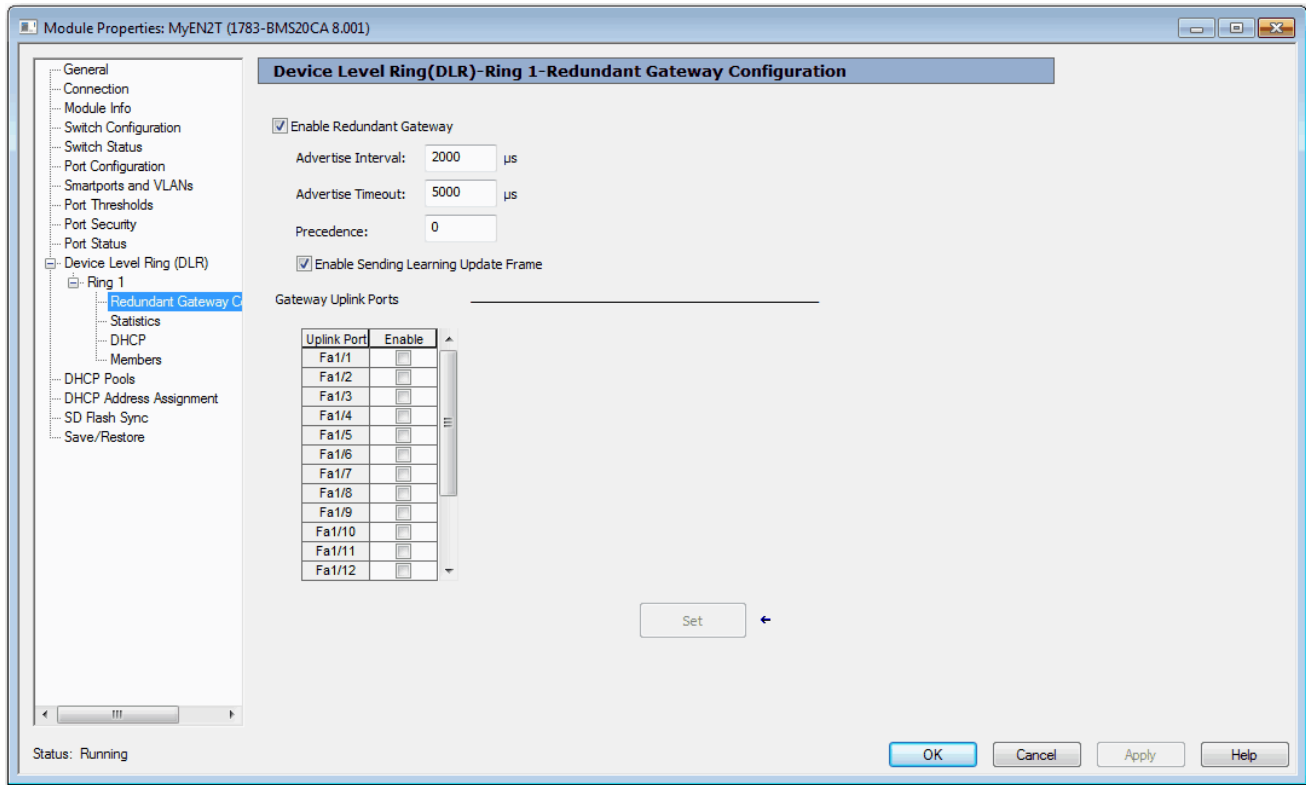 Module Properties: MyEN2T (1783-BMS20CA 8.001)
General
Connection
Module Info
Switch Configuration
Switch Status
Port Configuration
Smartports and VLANs
Port Thresholds
Port Security
Port Status
Device Level Ring (DLR)
Ring 1
Redundant Gateway C
Statistics
DHCP
Members
DHCP Pools
DHCP Address Assignment
SD Flash Sync
Save/Restore
Device Level Ring(DLR)-Ring 1-Redundant Gateway Configuration
Enable Redundant Gateway
Advertise Interval: 2000 µs
Advertise Timeout: 5000 µs
Precedence: 0
Enable Sending Learning Update Frame
Gateway Uplink Ports
Uplink Port Enable
Fa1/1
Fa1/2
Fa1/3
Fa1/4
Fa1/5
Fa1/6
Fa1/7
Fa1/8
Fa1/9
Fa1/10
Fa1/11
Fa1/12
Set
Status: Running
OK Cancel Apply Help